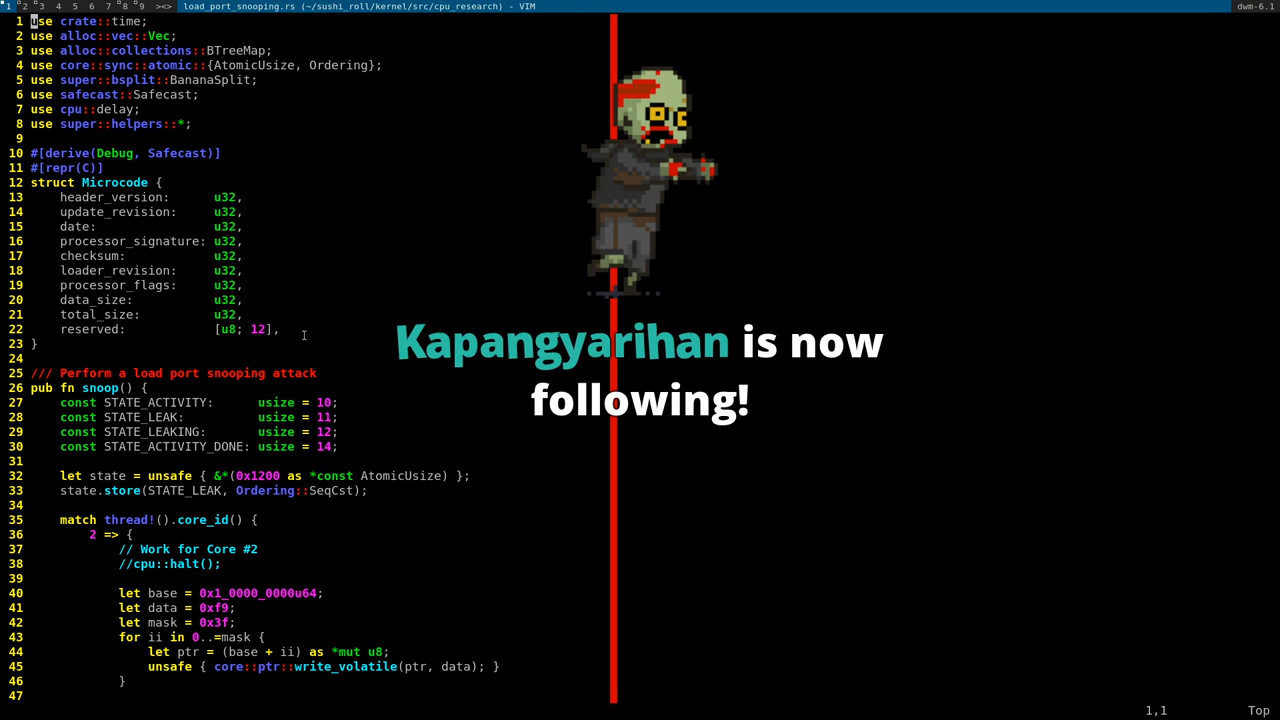 1 2 3 4 5 6 7 8 9 ><> load_port_snooping.rs (~/sushi_roll/kernel/src/cpu_research) - VIM dwm-6.1
1 use crate::time;
2 use alloc::vec::Vec;
3 use alloc::collections::BTreeMap;
4 use core::sync::atomic::{AtomicUsize, Ordering};
5 use super::bsplit::BananaSplit;
6 use safecast::Safecast;
7 use cpu::delay;
8 use super::helpers::*;
9
10 #[derive(Debug, Safecast)]
11 #[repr(C)]
12 struct Microcode {
13     header_version:      u32,
14     update_revision:     u32,
15     date:                u32,
16     processor_signature: u32,
17     checksum:            u32,
18     loader_revision:     u32,
19     processor_flags:     u32,
20     data_size:           u32,
21     total_size:          u32,
22     reserved:            [u8; 12],
23 }
24
25 /// Perform a load port snooping attack
26 pub fn snoop() {
27     const STATE_ACTIVITY:      usize = 10;
28     const STATE_LEAK:          usize = 11;
29     const STATE_LEAKING:       usize = 12;
30     const STATE_ACTIVITY_DONE: usize = 14;
31
32     let state = unsafe { &*(0x1200 as *const AtomicUsize) };
33     state.store(STATE_LEAK, Ordering::SeqCst);
34
35     match thread!().core_id() {
36         2 => {
37             // Work for Core #2
38             //cpu::halt();
39
40             let base = 0x1_0000_0000u64;
41             let data = 0xf9;
42             let mask = 0x3f;
43             for ii in 0..=mask {
44                 let ptr = (base + ii) as *mut u8;
45                 unsafe { core::ptr::write_volatile(ptr, data); }
46             }
47
Kapangyarihan is now
following!
1,1 Top